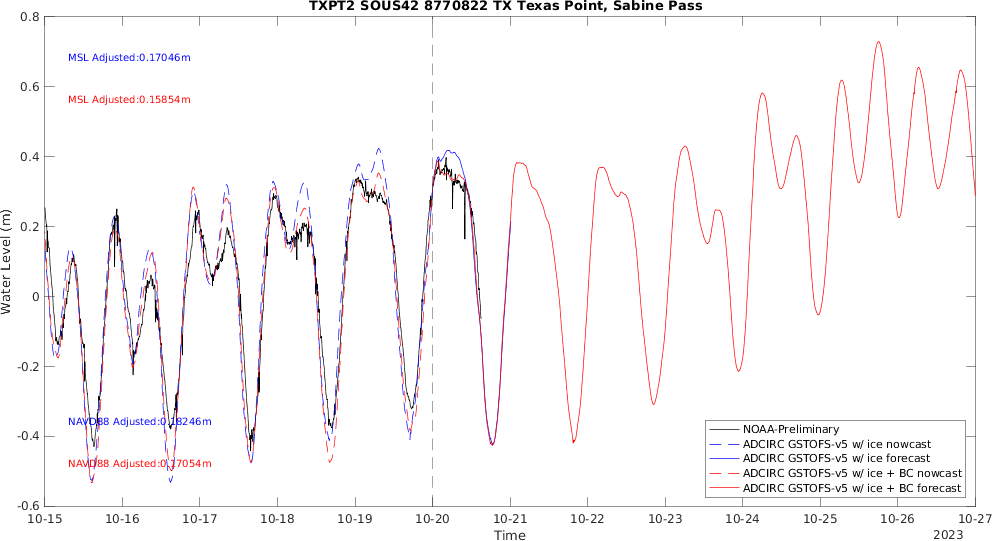 TXPT2 SOUS42 8770822 TX Texas Point, Sabine Pass
0.8
0.6
0.4
0.2
0
-0.2
-0.4
-0.6
Water Level (m)
MSL Adjusted:0.17046m
MSL Adjusted:0.15854m
NAVD88 Adjusted:0.18246m
NAVD88 Adjusted:0.17054m
NOAA-Preliminary
ADCIRC GSTOFS-v5 w/ ice nowcast
ADCIRC GSTOFS-v5 w/ ice forecast
ADCIRC GSTOFS-v5 w/ ice + BC nowcast
ADCIRC GSTOFS-v5 w/ ice + BC forecast
10-15 10-16 10-17 10-18 10-19 10-20 10-21 10-22 10-23 10-24 10-25 10-26 10-27
Time
2023